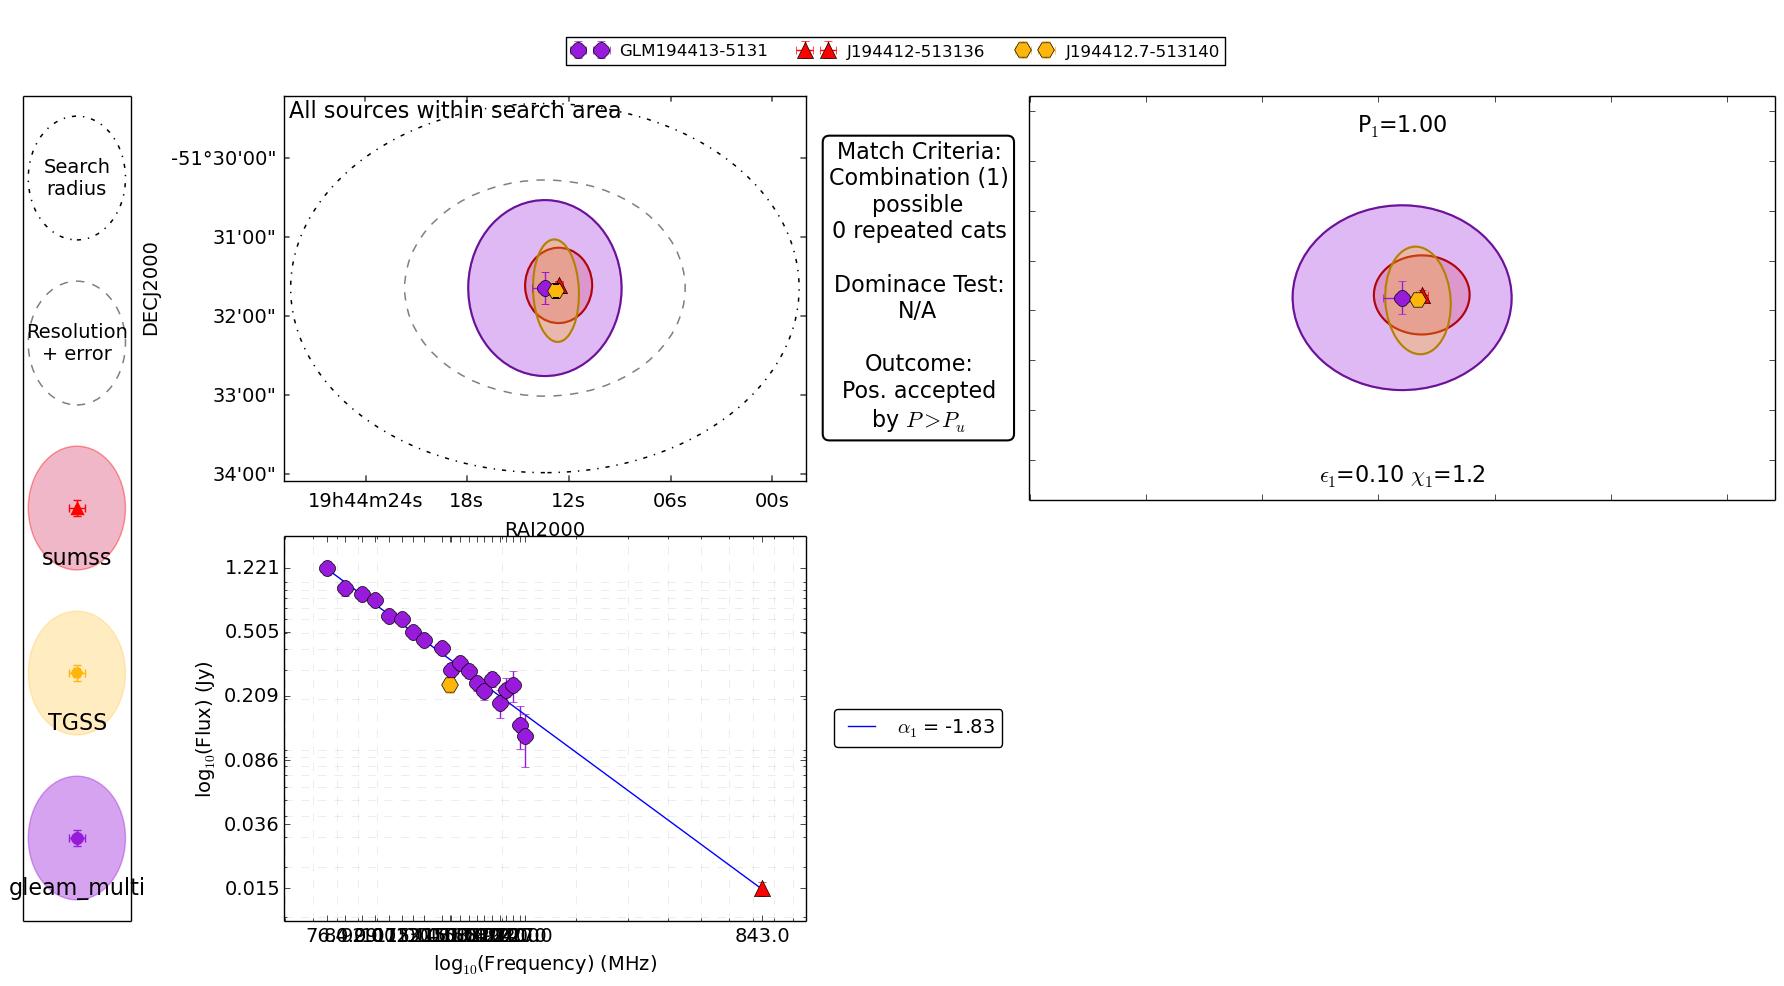 GLM194413-5131 J194412-513136 J194412.7-513140
Search
radius
Resolution
+ error
sumss
TGSS
gleam_multi
All sources within search area
DECJ2000
-51°30'00"
31'00"
32'00"
33'00"
34'00"
19h44m24s 18s 12s 06s 00s
RAJ2000
Match Criteria:
Combination (1)
possible
0 repeated cats
Dominace Test:
N/A
Outcome:
Pos. accepted
by P>Pu
P1=1.00
ϵ1=0.10 χ1=1.2
log10(Flux) (Jy)
1.221
0.505
0.209
0.086
0.036
0.015
843.0
log10(Frequency) (MHz)
α1 = -1.83